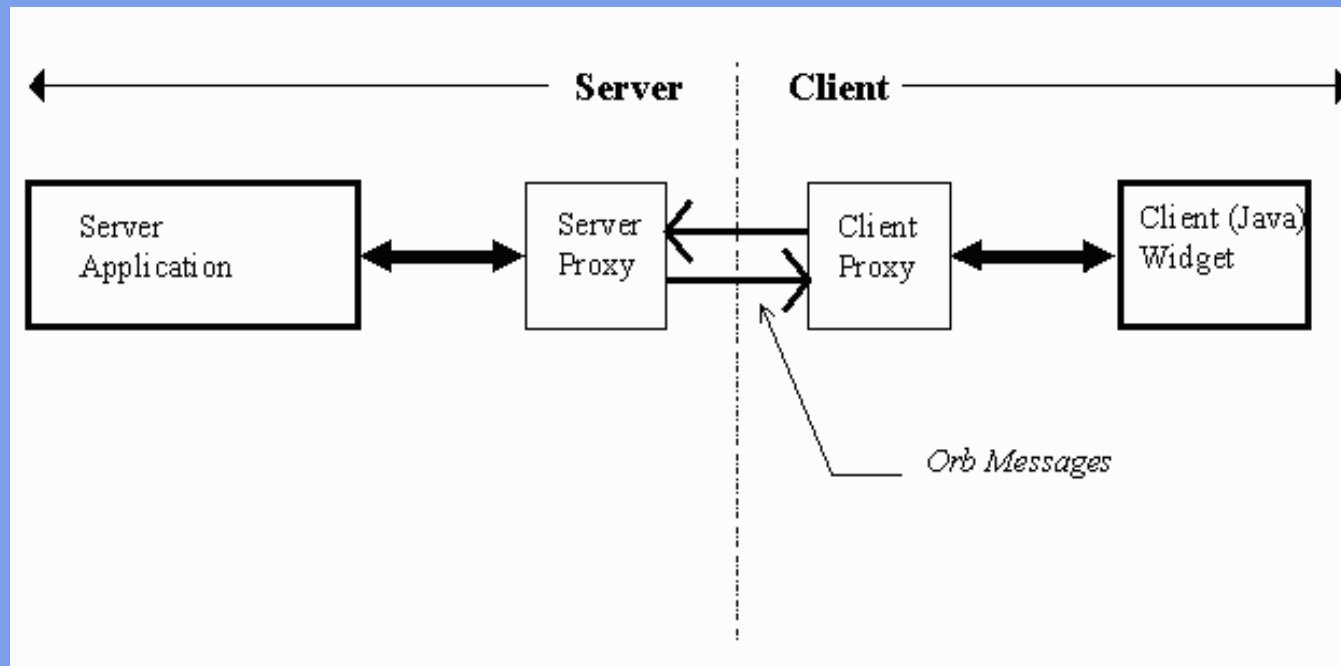 Server
Client
Server
Application
Server
Proxy
Client
Proxy
Client (Java)
Widget
Orb Messages